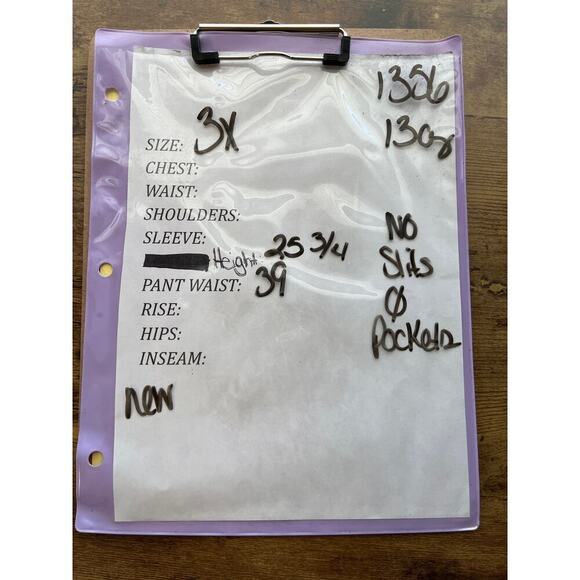 1356
13oz
SIZE: 3X
CHEST:
WAIST:
SHOULDERS:
SLEEVE:
Height: 25 3/4
PANT WAIST: 39
RISE:
HIPS:
INSEAM:
No
Slits
Ø
Pockets
new